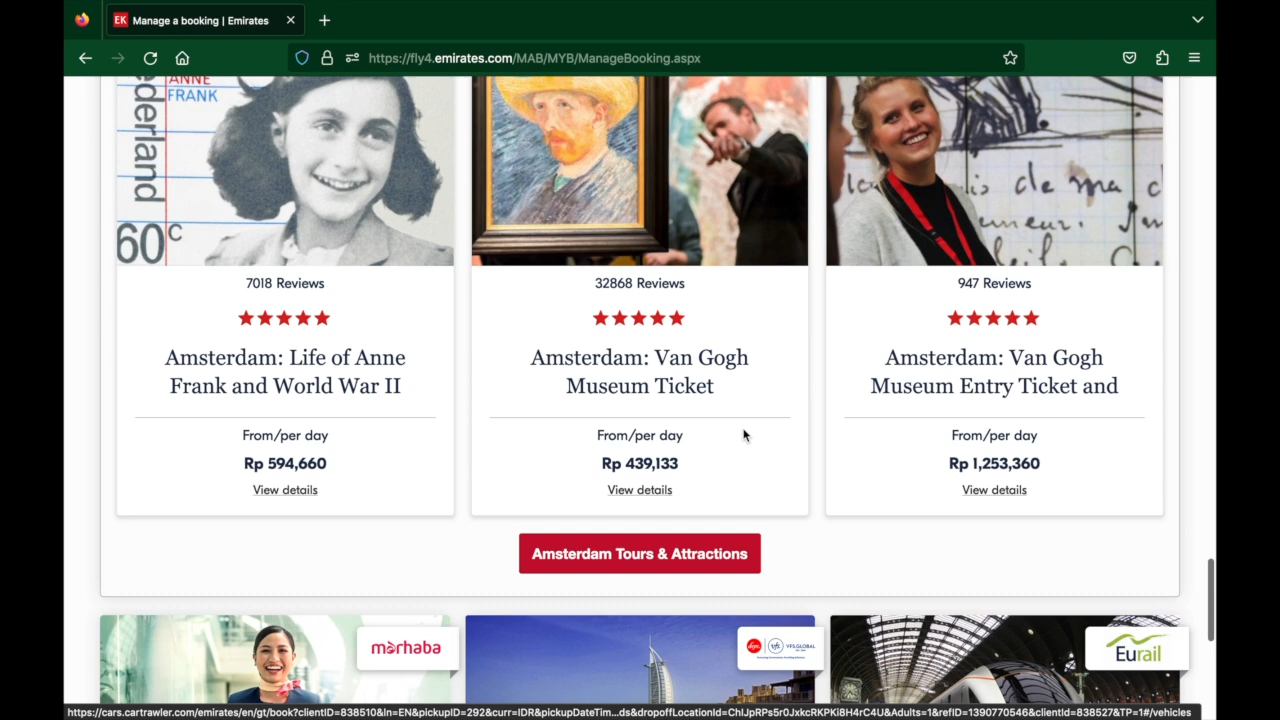 EK Manage a booking | Emirates
https://fly4.emirates.com/MAB/MYB/ManageBooking.aspx
ederland
ANNE
FRANK
60c
7018 Reviews
32868 Reviews
947 Reviews
Amsterdam: Life of Anne
Frank and World War II
Amsterdam: Van Gogh
Museum Ticket
Amsterdam: Van Gogh
Museum Entry Ticket and
From/per day
From/per day
From/per day
Rp 594,660
Rp 439,133
Rp 1,253,360
View details
View details
View details
Amsterdam Tours & Attractions
marhaba
VFS.GLOBAL
Eurail
https://cars.cartrawler.com/emirates/en/gt/book?clientID=838510&ln=EN&pickupID=292&curr=IDR&pickupDateTim...ds&dropoffLocationId=ChIJpRPs5r0JxkcRKPKi8H4rC4U&Adults=1&refID=1390770546&clientId=838527&TP=1#/vehicles